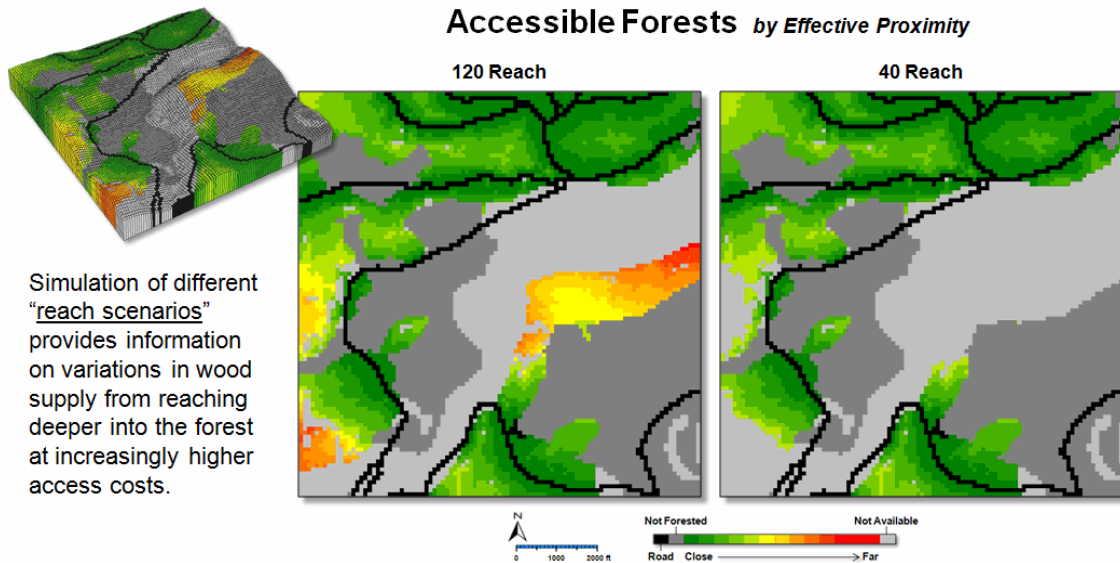 Accessible Forests by Effective Proximity
120 Reach
40 Reach
Simulation of different
“reach scenarios”
provides information
on variations in wood
supply from reaching
deeper into the forest
at increasingly higher
access costs.
N
0 1000 2000 ft
Not Forested
Not Available
Road Close Far